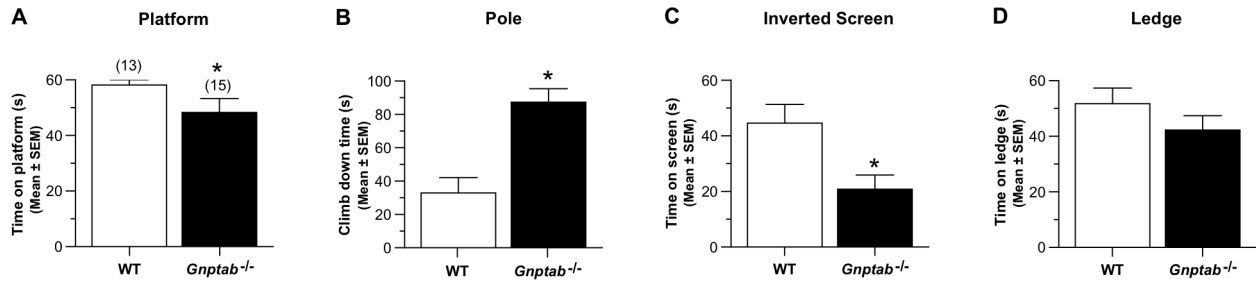 A
Platform
Time on platform (s)
(Mean ± SEM)
60
40
20
0
(13)
*
(15)
WT
Gnptab-/-
B
Pole
Climb down time (s)
(Mean ± SEM)
100
80
60
40
20
0
*
WT
Gnptab-/-
C
Inverted Screen
Time on screen (s)
(Mean ± SEM)
60
40
20
0
*
WT
Gnptab-/-
D
Ledge
Time on ledge (s)
(Mean ± SEM)
60
40
20
0
WT
Gnptab-/-